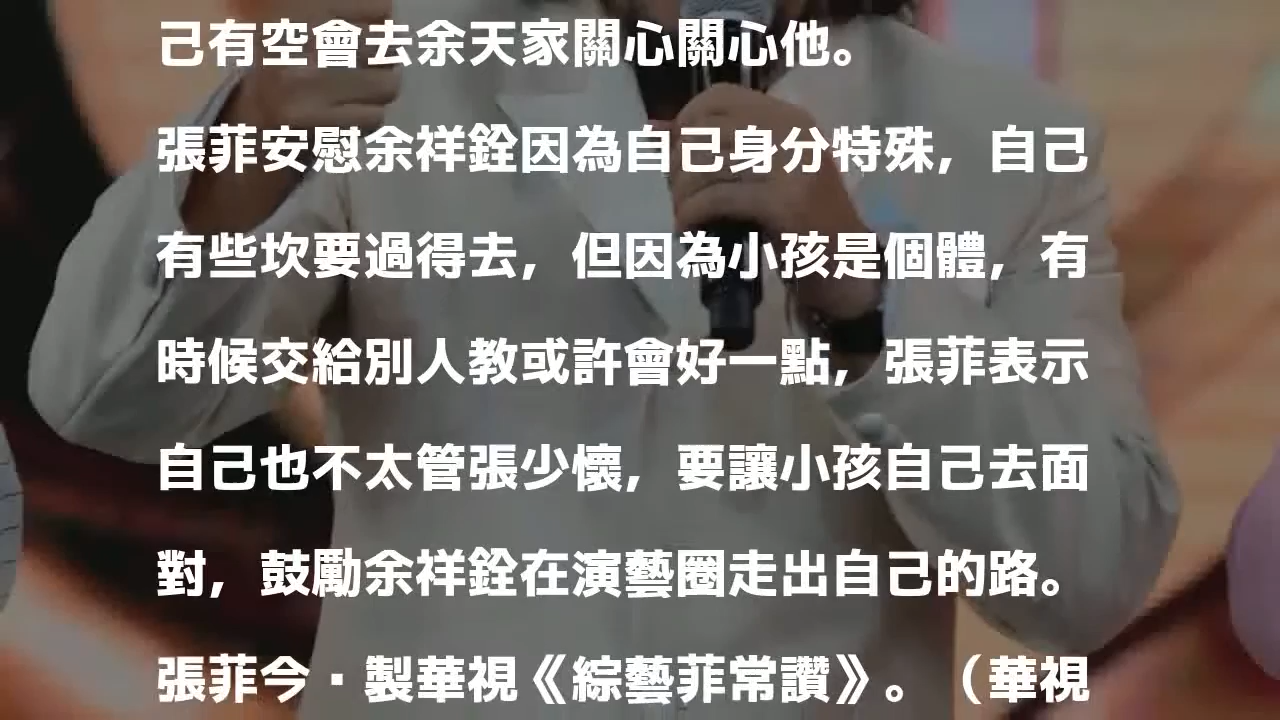 己有空會去余天家關心關心他。
張菲安慰余祥銓因為自己身分特殊，自己
有些坎要過得去，但因為小孩是個體，有
時候交給別人教或許會好一點，張菲表示
自己也不太管張少懷，要讓小孩自己去面
對，鼓勵余祥銓在演藝圈走出自己的路。
張菲今·製華視《綜藝菲常讚》。（華視